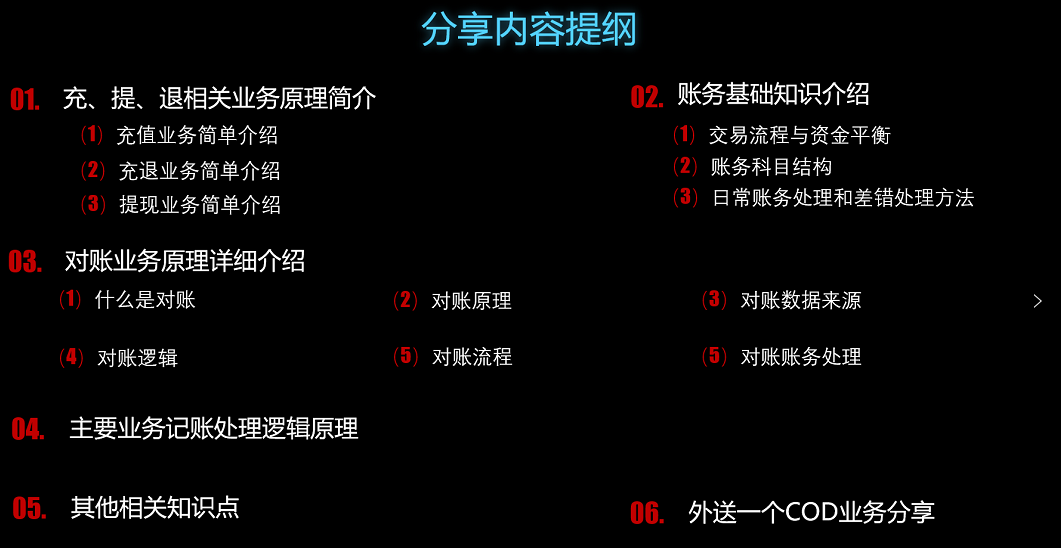 分享内容提纲
01. 充、提、退相关业务原理简介
(1) 充值业务简单介绍
(2) 充退业务简单介绍
(3) 提现业务简单介绍
02. 账务基础知识介绍
(1) 交易流程与资金平衡
(2) 账务科目结构
(3) 日常账务处理和差错处理方法
03. 对账业务原理详细介绍
(1) 什么是对账
(2) 对账原理
(3) 对账数据来源
(4) 对账逻辑
(5) 对账流程
(5) 对账账务处理
04. 主要业务记账处理逻辑原理
05. 其他相关知识点
06. 外送一个COD业务分享